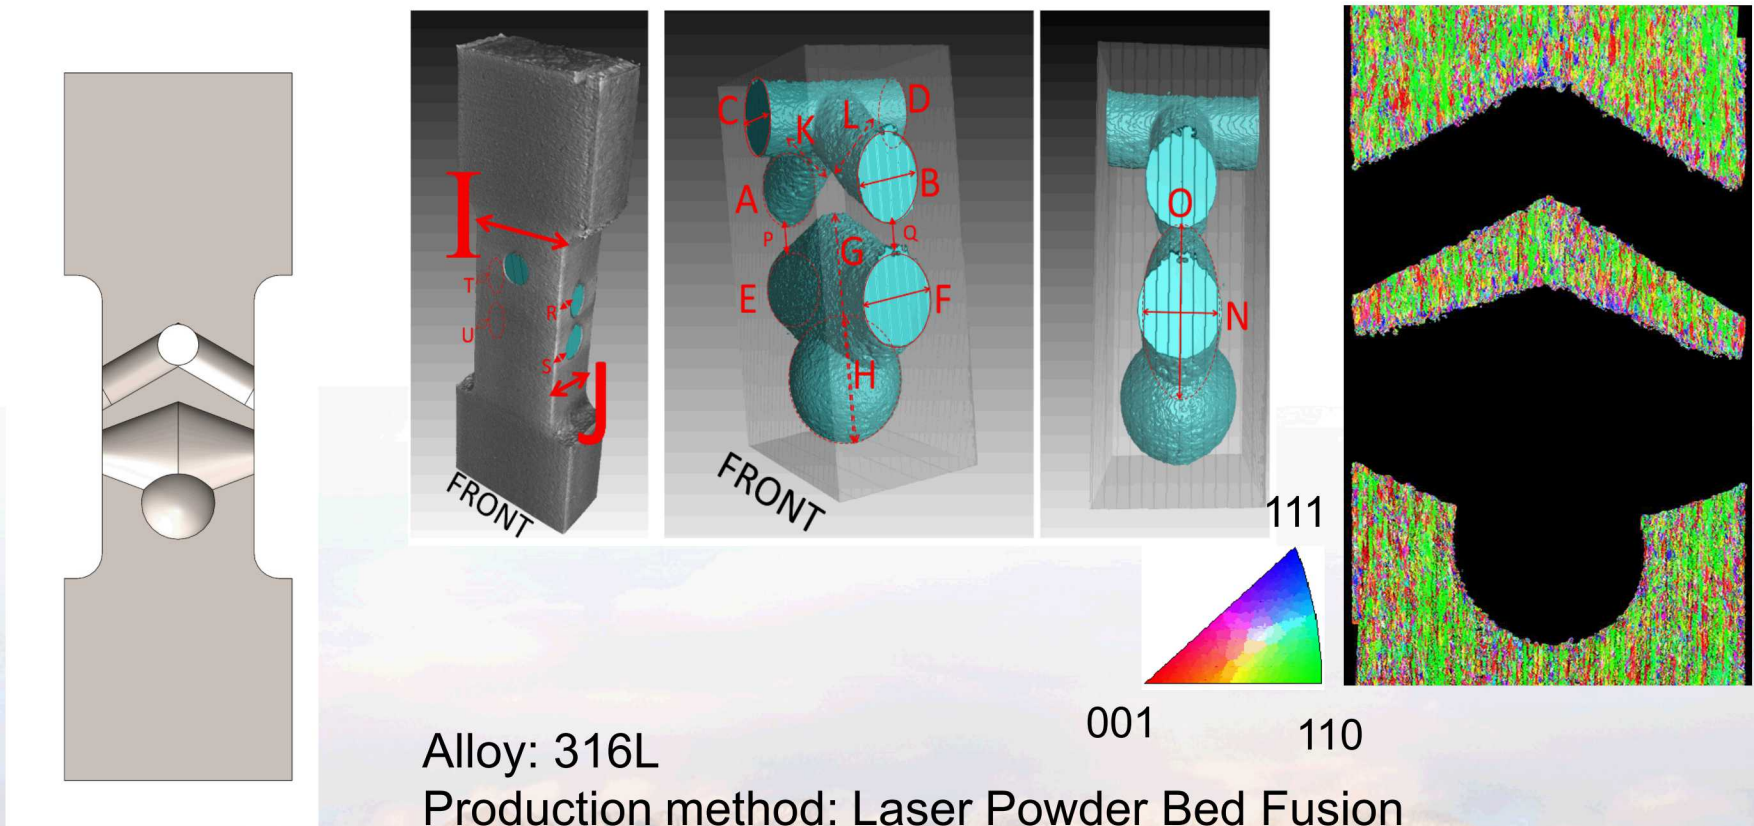 I
T
R
U
S
J
FRONT
C
D
K
L
A
B
P
Q
G
E
F
H
FRONT
O
N
111
001
110
Alloy: 316L
Production method: Laser Powder Bed Fusion